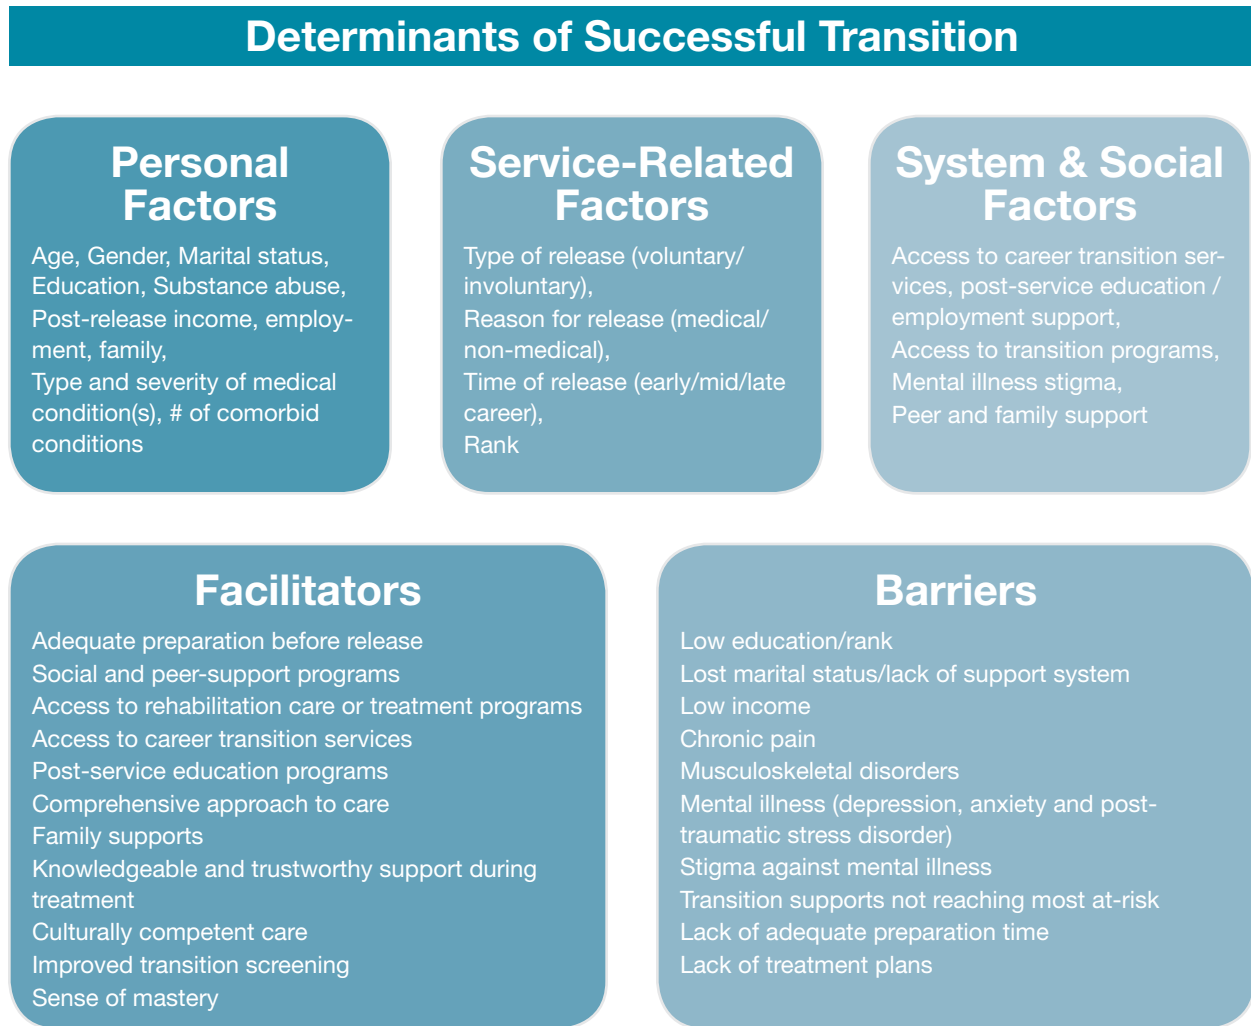 Determinants of Successful Transition
Personal
Factors
Age, Gender, Marital status,
Education, Substance abuse,
Post-release income, employ-
ment, family,
Type and severity of medical
condition(s), # of comorbid
conditions
Service-Related
Factors
Type of release (voluntary/
involuntary),
Reason for release (medical/
non-medical),
Time of release (early/mid/late
career),
Rank
System & Social
Factors
Access to career transition ser-
vices, post-service education /
employment support,
Access to transition programs,
Mental illness stigma,
Peer and family support
Facilitators
Adequate preparation before release
Social and peer-support programs
Access to rehabilitation care or treatment programs
Access to career transition services
Post-service education programs
Comprehensive approach to care
Family supports
Knowledgeable and trustworthy support during
treatment
Culturally competent care
Improved transition screening
Sense of mastery
Barriers
Low education/rank
Lost marital status/lack of support system
Low income
Chronic pain
Musculoskeletal disorders
Mental illness (depression, anxiety and post-
traumatic stress disorder)
Stigma against mental illness
Transition supports not reaching most at-risk
Lack of adequate preparation time
Lack of treatment plans